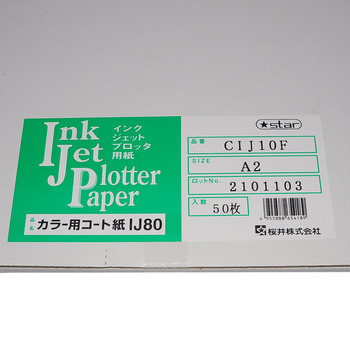 Ink Jet Plotter Paper
インクジェットプロッタ用紙
品名 カラー用コート紙 IJ80
★star
品番 CIJ10F
SIZE A2
ロットNo. 2101103
入数 50枚
桜井株式会社